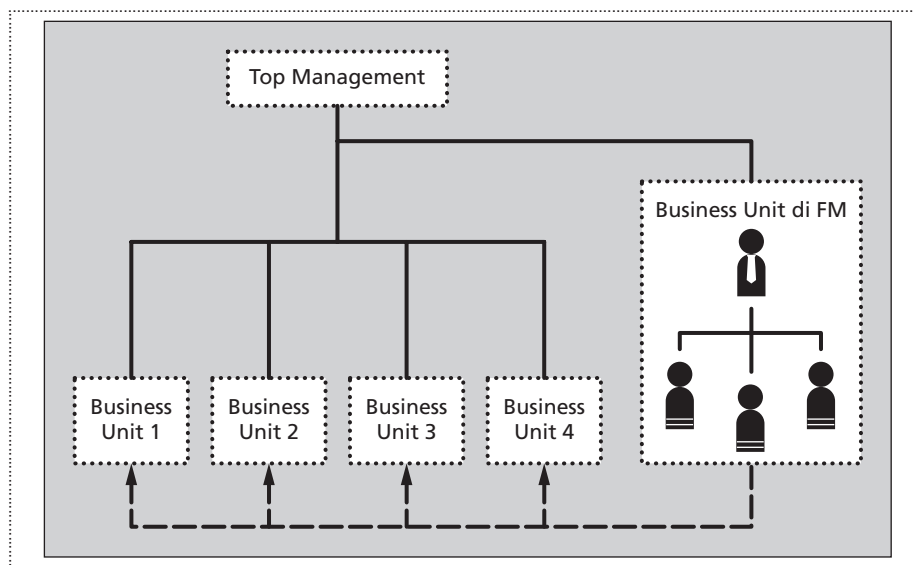 Top Management
Business Unit di FM
Business
Unit 1
Business
Unit 2
Business
Unit 3
Business
Unit 4